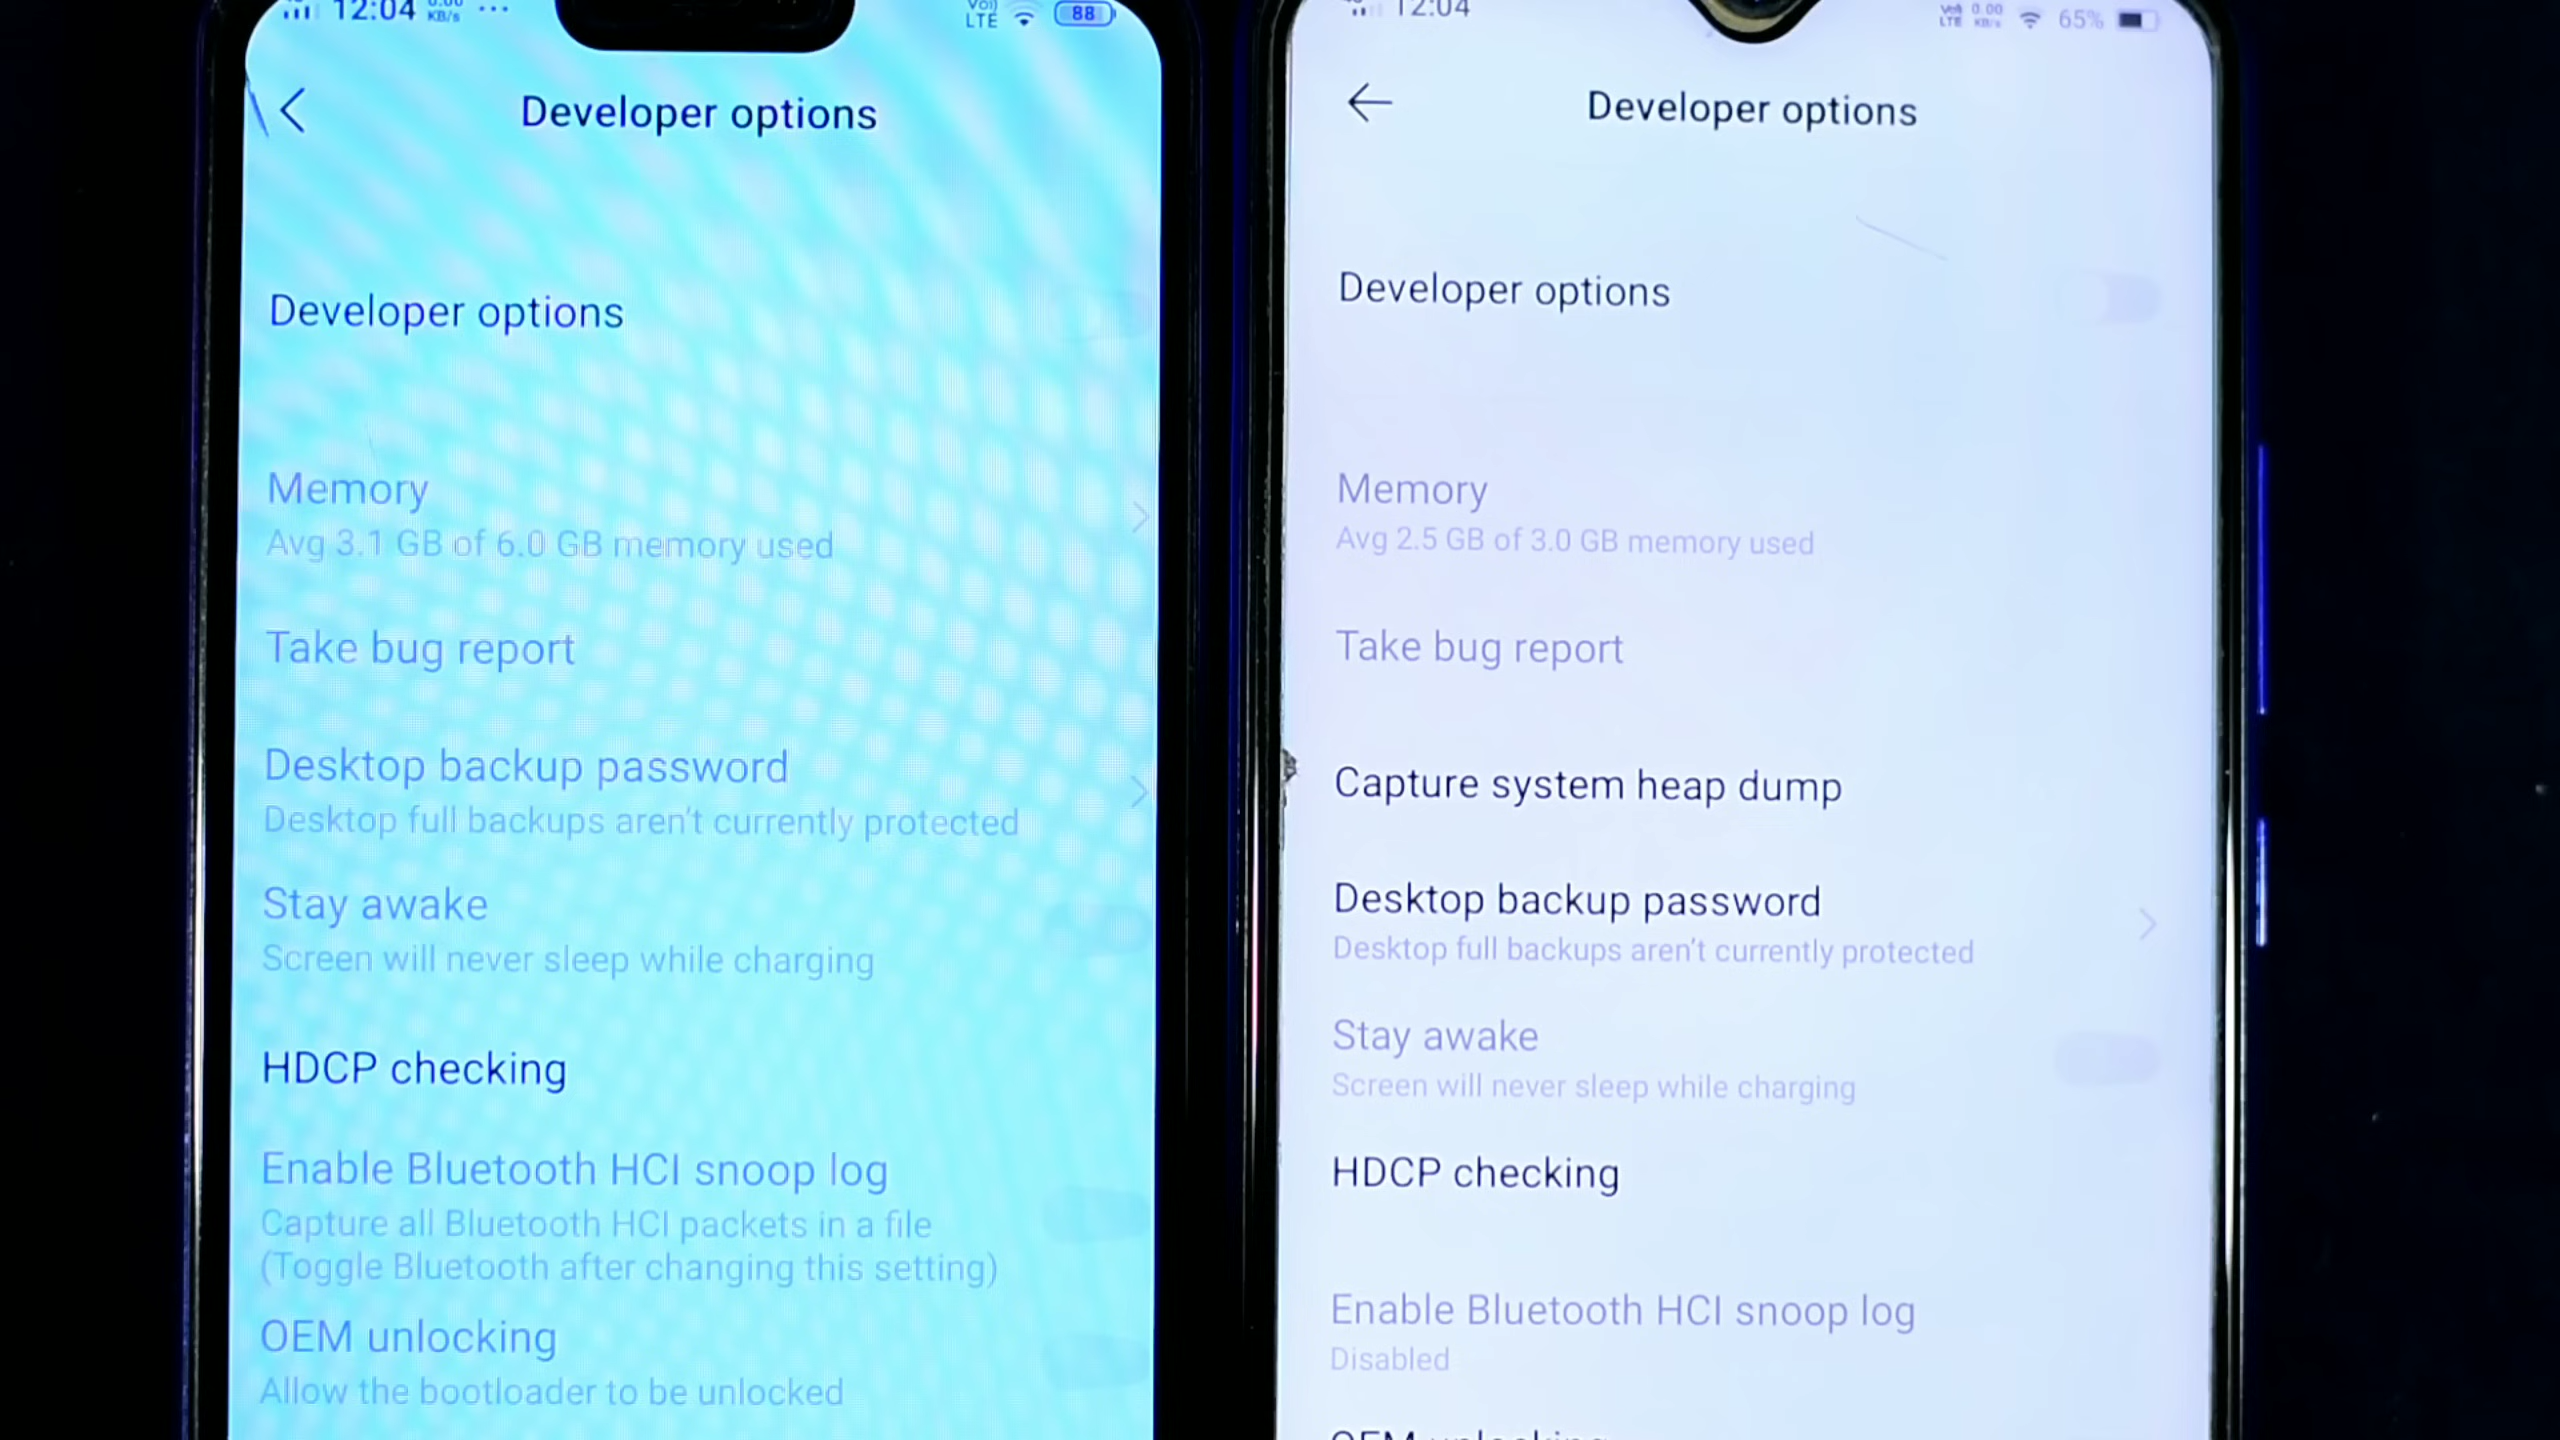 12:04 0.00 KB/s ... Vo) LTE 88
Developer options
Developer options
Memory
Avg 3.1 GB of 6.0 GB memory used
Take bug report
Desktop backup password
Desktop full backups aren't currently protected
Stay awake
Screen will never sleep while charging
HDCP checking
Enable Bluetooth HCI snoop log
Capture all Bluetooth HCI packets in a file
(Toggle Bluetooth after changing this setting)
OEM unlocking
Allow the bootloader to be unlocked
12:04 LTE 0.00 KB/s 65%
Developer options
Developer options
Memory
Avg 2.5 GB of 3.0 GB memory used
Take bug report
Capture system heap dump
Desktop backup password
Desktop full backups aren't currently protected
Stay awake
Screen will never sleep while charging
HDCP checking
Enable Bluetooth HCI snoop log
Disabled
OEM unlocking